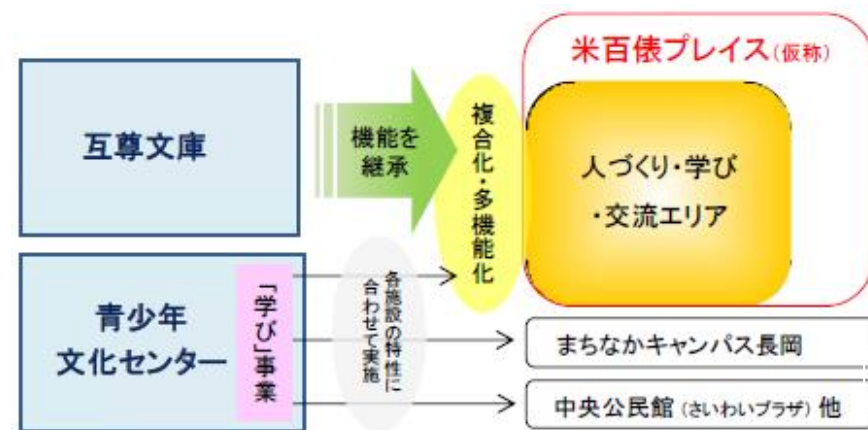 互尊文庫
青少年
文化センター
「学び」事業
機能を
継承
各施設の特性に
合わせて実施
複合化・多機能化
米百俵プレイス(仮称)
人づくり・学び
・交流エリア
まちなかキャンパス長岡
中央公民館(さいわいプラザ)他